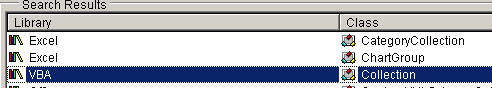 Search Results
Library Class
Excel CategoryCollection
Excel ChartGroup
VBA Collection